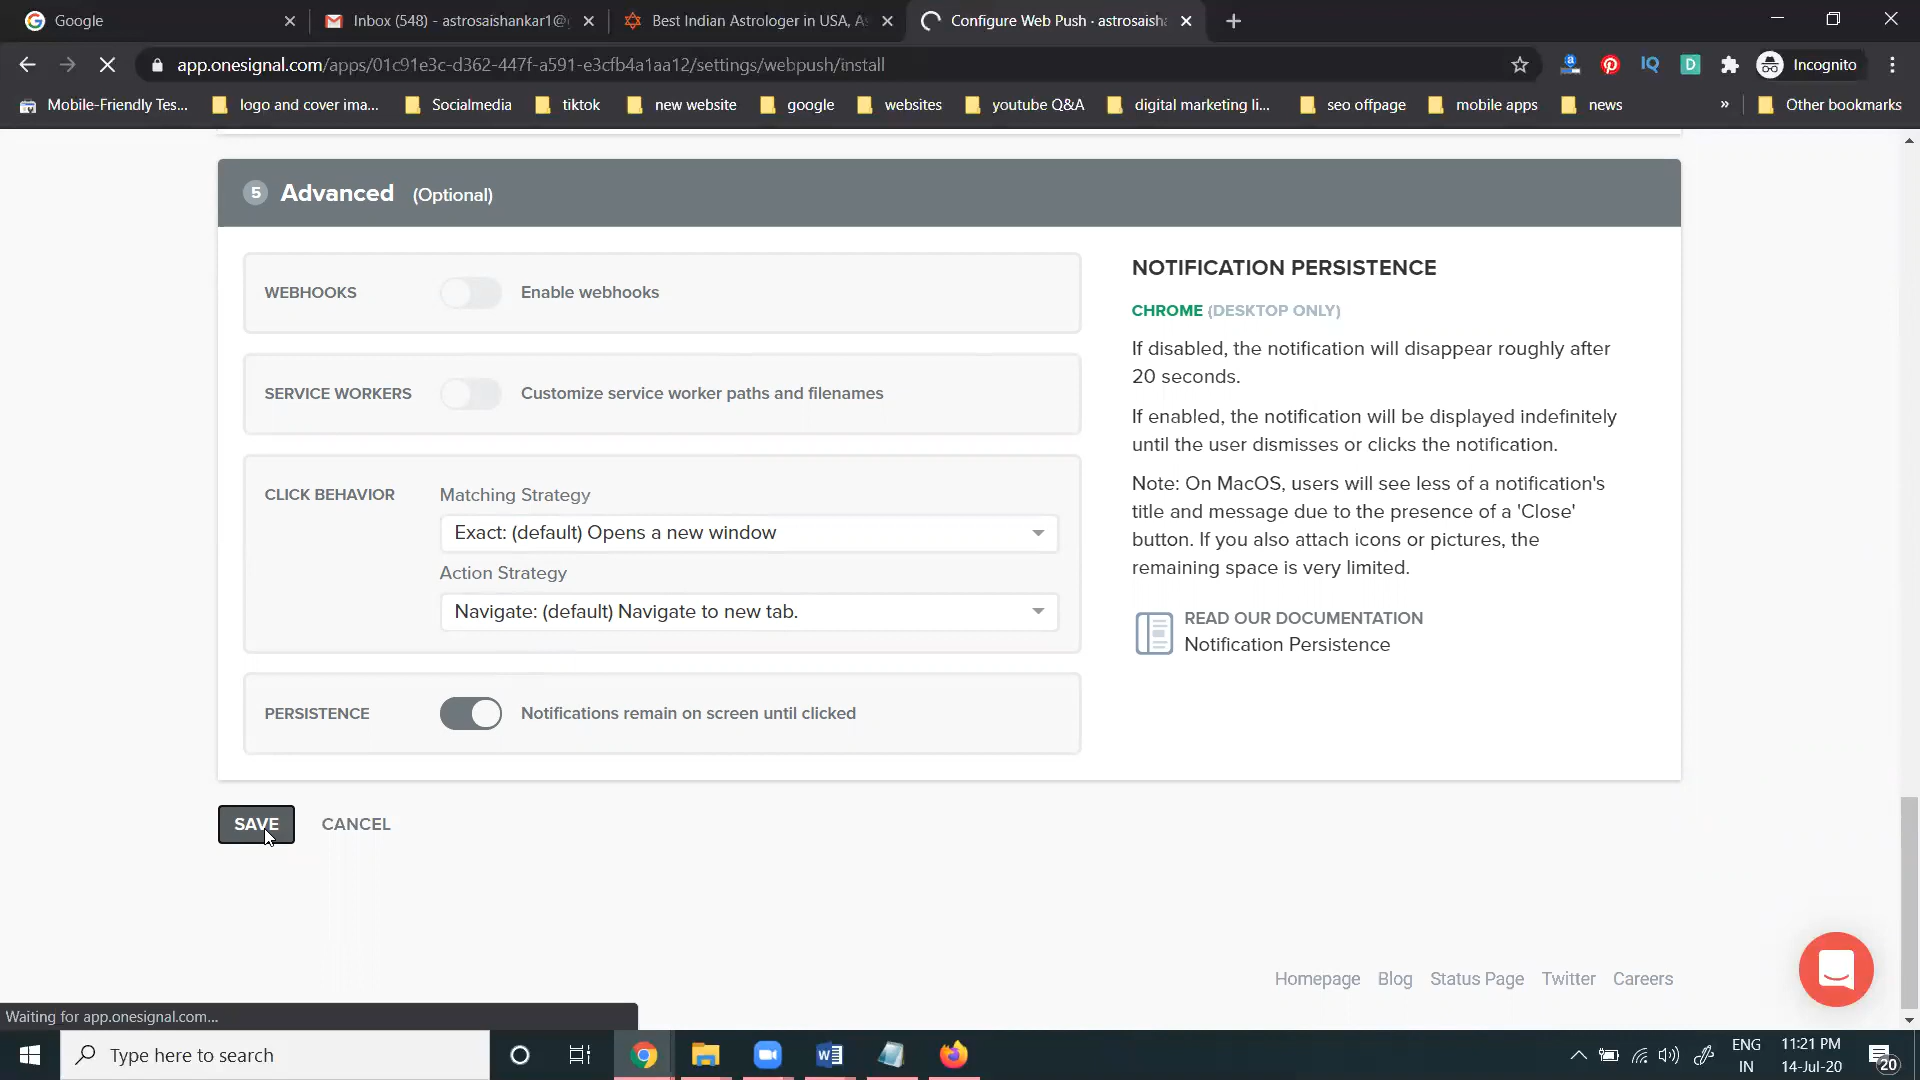 Google
Inbox (548) - astrosaishankar1@
Best Indian Astrologer in USA, A
Configure Web Push · astrosaisha
app.onesignal.com/apps/01c91e3c-d362-447f-a591-e3cfb4a1aa12/settings/webpush/install
IQ
D
Incognito
Mobile-Friendly Tes...
logo and cover ima...
Socialmedia
tiktok
new website
google
websites
youtube Q&A
digital marketing li...
seo offpage
mobile apps
news
»
Other bookmarks
5 Advanced (Optional)
WEBHOOKS
Enable webhooks
SERVICE WORKERS
Customize service worker paths and filenames
CLICK BEHAVIOR
Matching Strategy
Exact: (default) Opens a new window
Action Strategy
Navigate: (default) Navigate to new tab.
PERSISTENCE
Notifications remain on screen until clicked
NOTIFICATION PERSISTENCE
CHROME (DESKTOP ONLY)
If disabled, the notification will disappear roughly after
20 seconds.
If enabled, the notification will be displayed indefinitely
until the user dismisses or clicks the notification.
Note: On MacOS, users will see less of a notification's
title and message due to the presence of a 'Close'
button. If you also attach icons or pictures, the
remaining space is very limited.
READ OUR DOCUMENTATION
Notification Persistence
SAVE
CANCEL
Homepage
Blog
Status Page
Twitter
Careers
Waiting for app.onesignal.com...
Type here to search
ENG
IN
11:21 PM
14-Jul-20
20